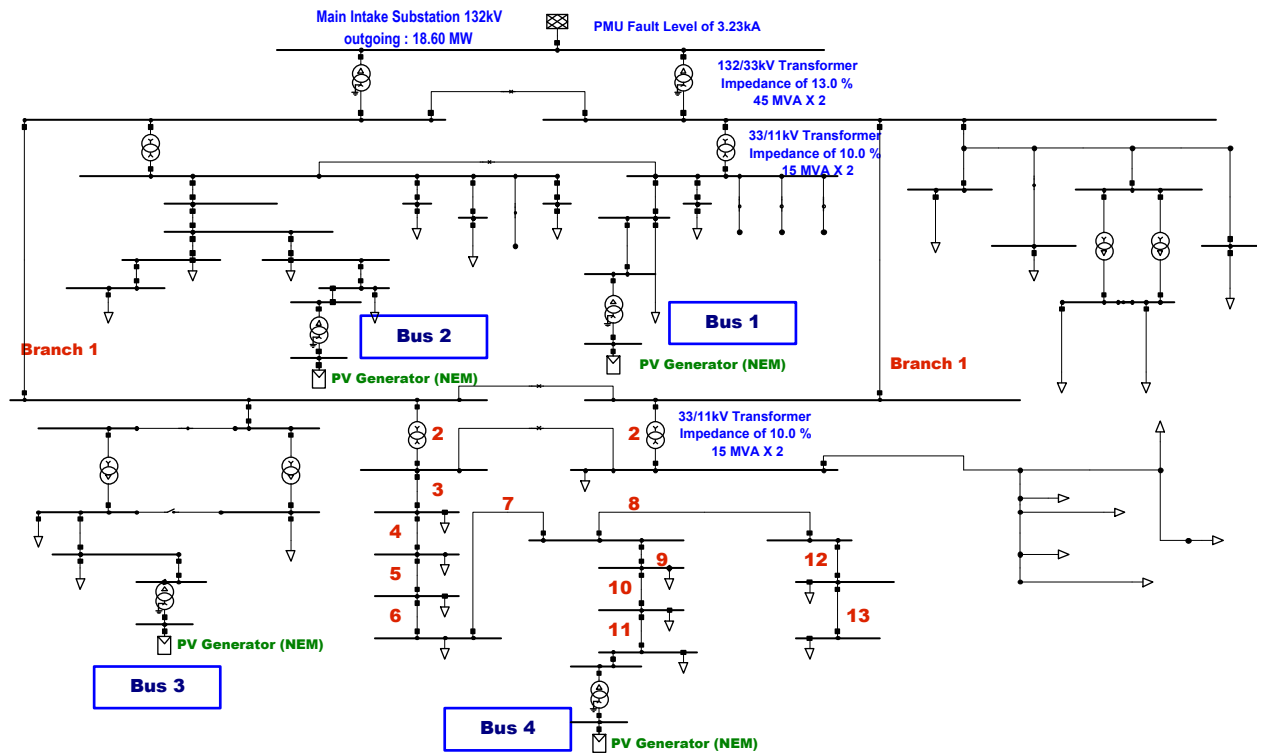 Main Intake Substation 132kV
outgoing : 18.60 MW
PMU Fault Level of 3.23kA
132/33kV Transformer
Impedance of 13.0 %
45 MVA X 2
33/11kV Transformer
Impedance of 10.0 %
15 MVA X 2
Bus 2
Bus 1
Branch 1
Branch 1
PV Generator (NEM)
PV Generator (NEM)
33/11kV Transformer
Impedance of 10.0 %
15 MVA X 2
2
2
3
7
8
4
9
12
5
10
6
11
13
PV Generator (NEM)
Bus 3
Bus 4
PV Generator (NEM)